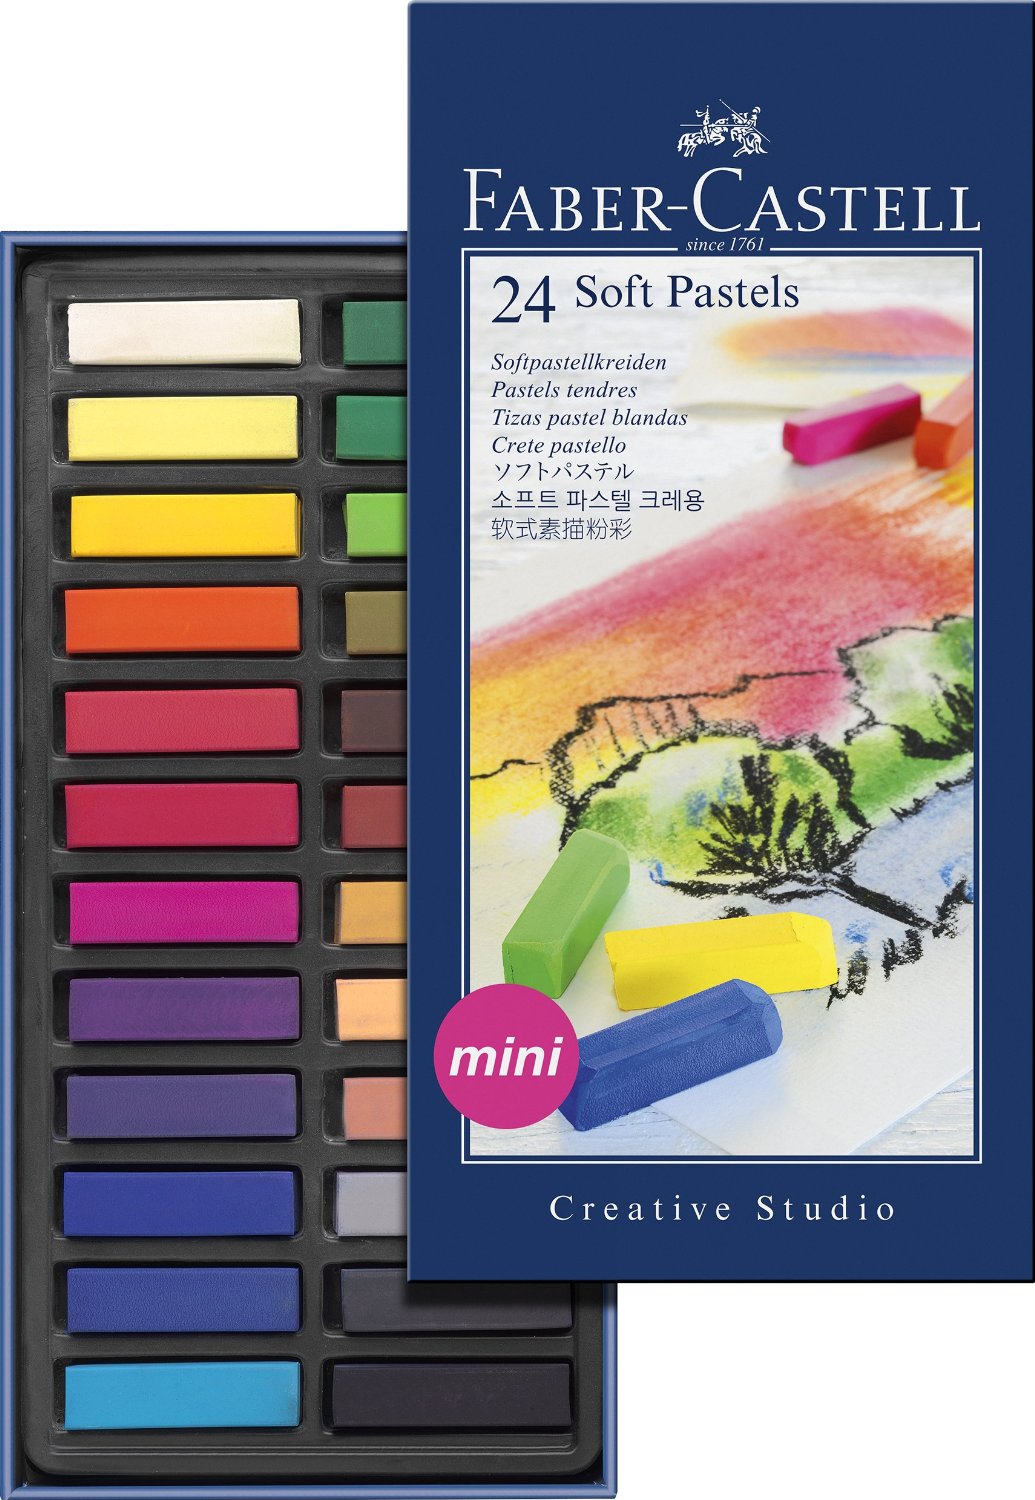 FABER-CASTELL
since 1761
24 Soft Pastels
Softpastellkreiden
Pastels tendres
Tizas pastel blandas
Crete pastello
ソフトパステル
소프트 파스텔 크레용
软式素描粉彩
mini
Creative Studio